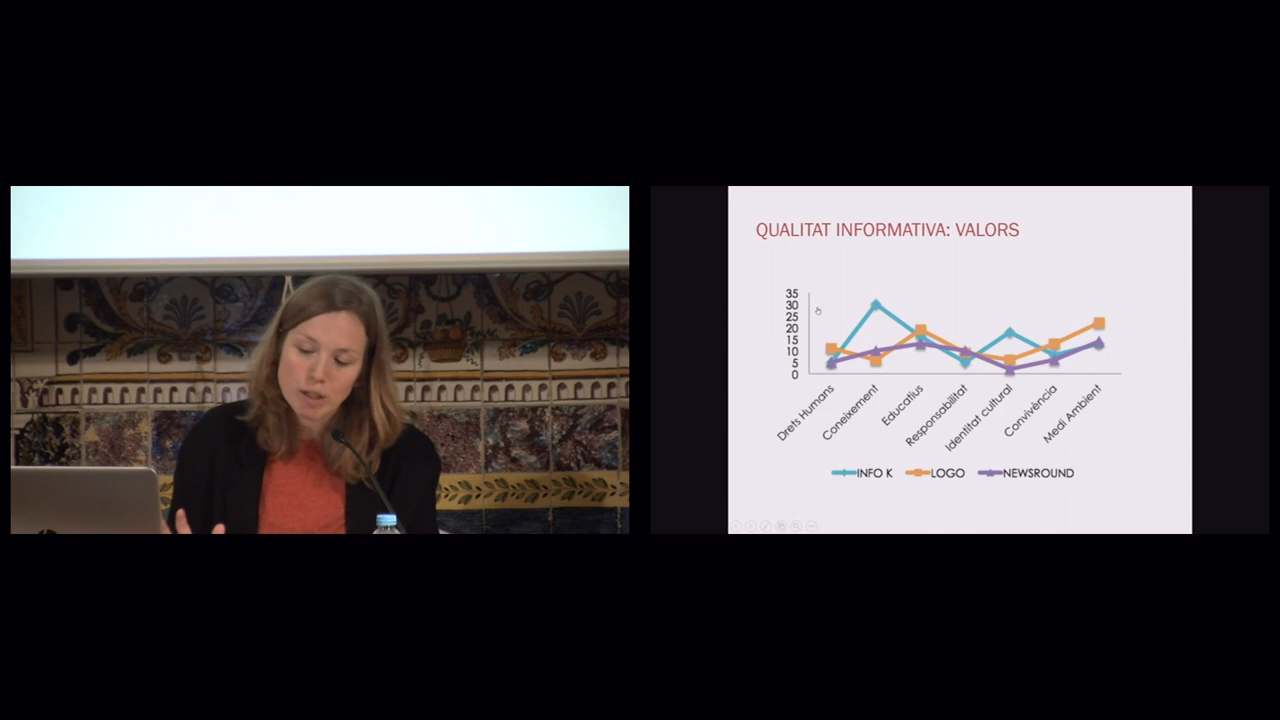 QUALITAT INFORMATIVA: VALORS
35
30
25
20
15
10
5
0
Drets Humans
Coneixement
Educatius
Responsabilitat
Identitat cultural
Convivència
Medi Ambient
INFO K LOGO NEWSROUND